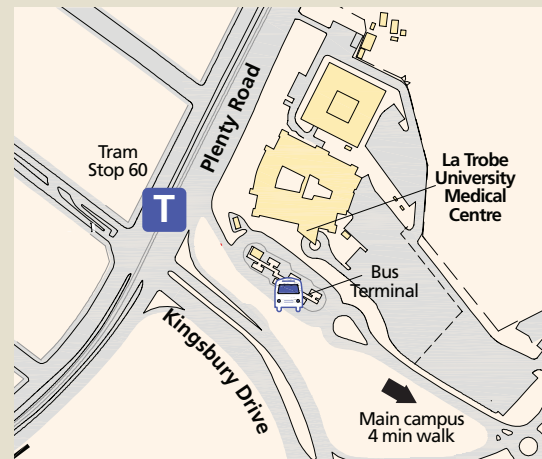 Plenty Road
Tram
Stop 60
T
La Trobe
University
Medical
Centre
Bus
Terminal
Kingsbury Drive
Main campus
4 min walk